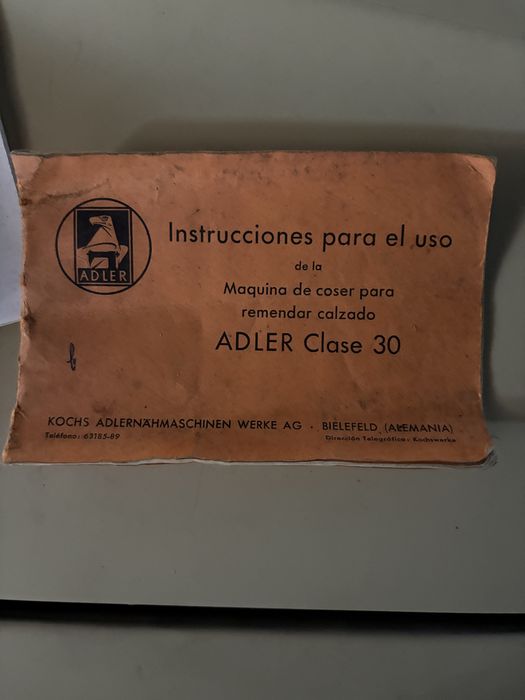 ADLER
Instrucciones para el uso
de la
Maquina de coser para
remendar calzado
ADLER Clase 30
KOCHS ADLERNÄHMASCHINEN WERKE AG · BIELEFELD (ALEMANIA)
Teléfono: 63185-89
Dirección Telegráfica: Kochswerke